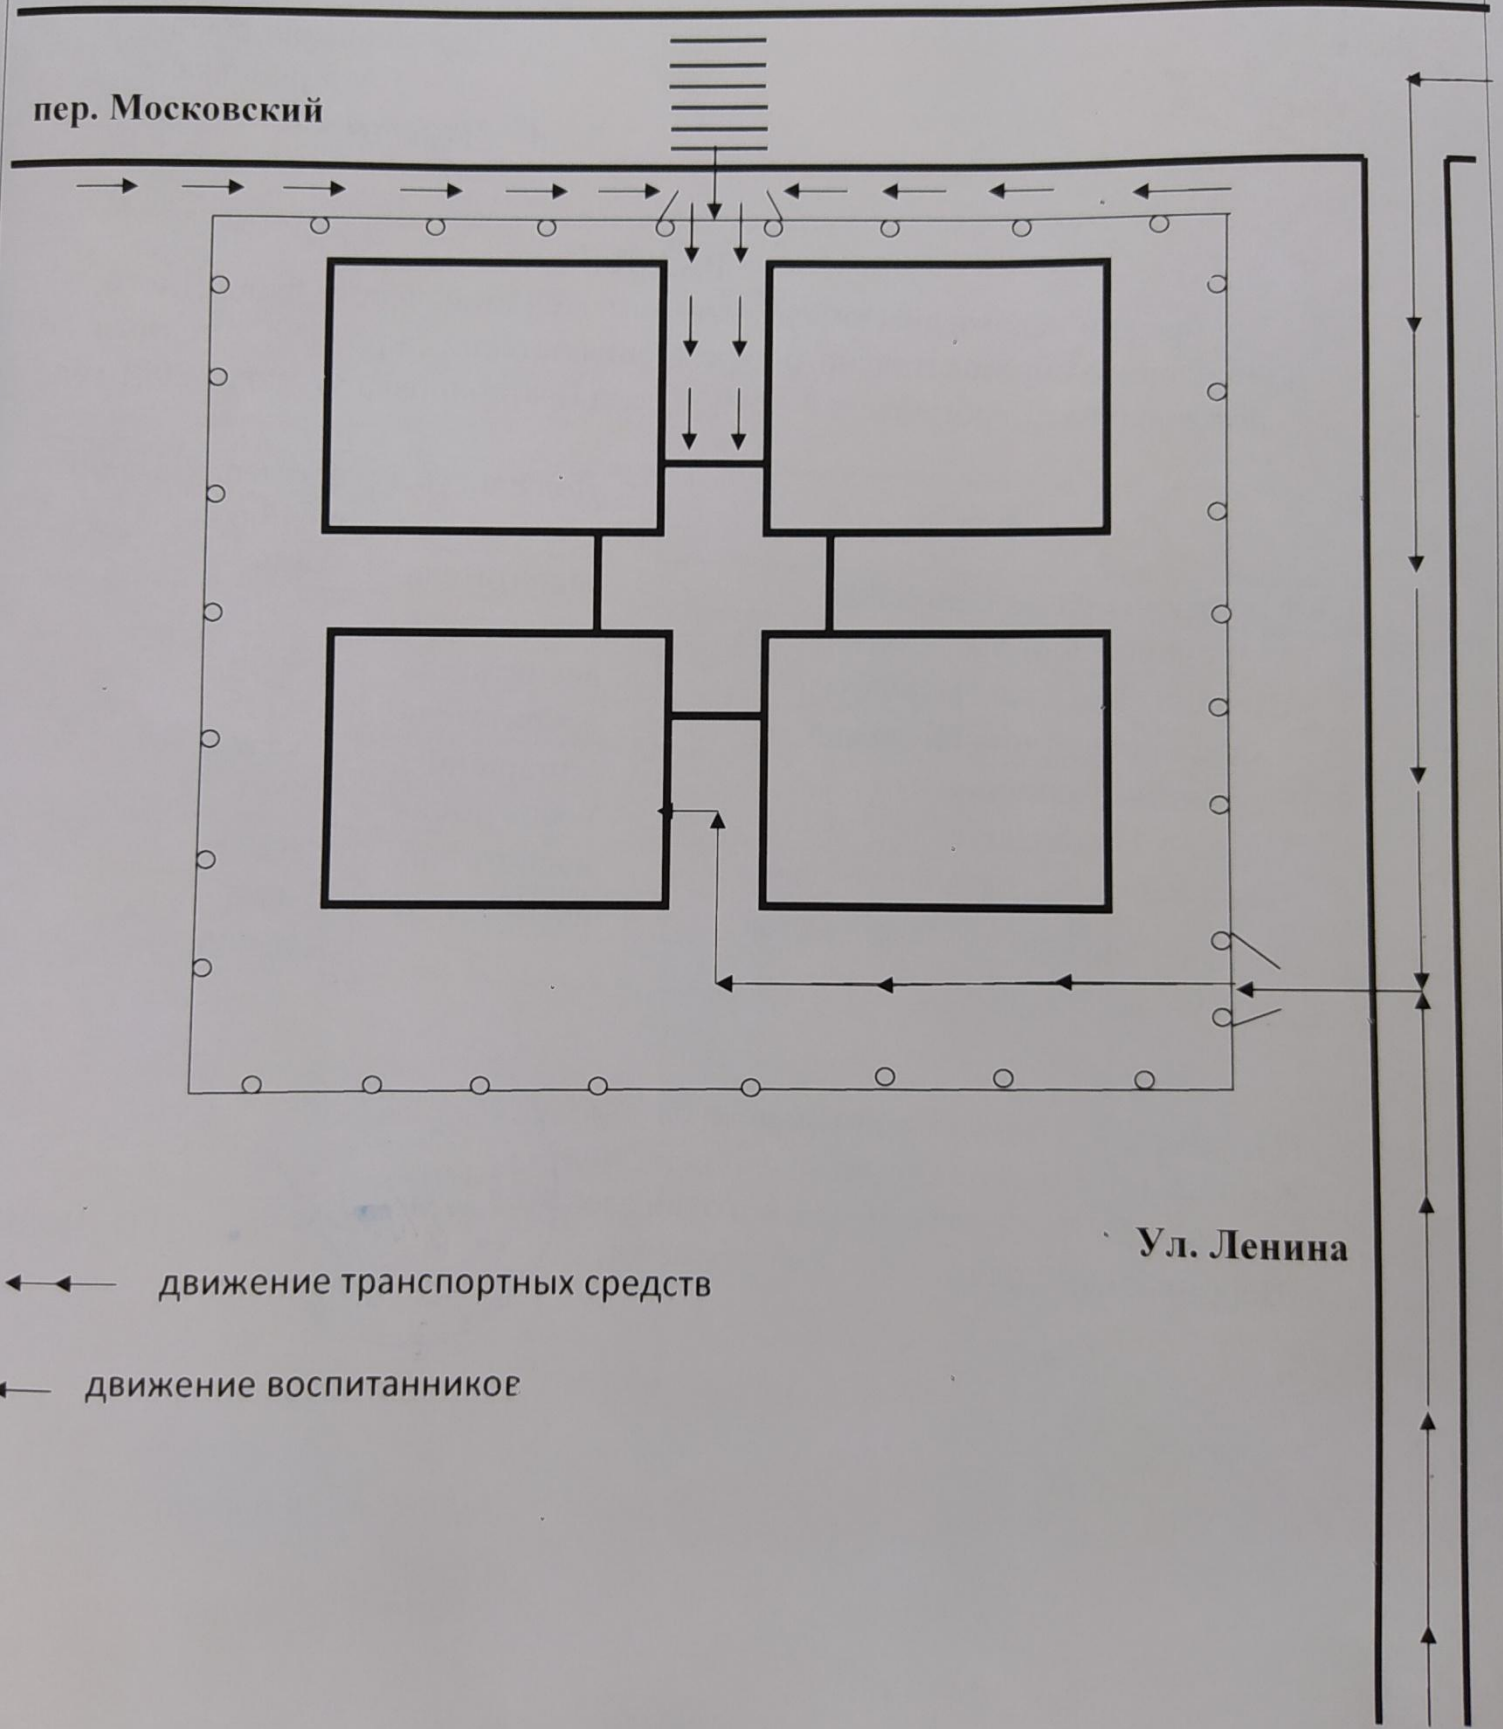 пер. Московский
Ул. Ленина
движение транспортных средств
движение воспитанников